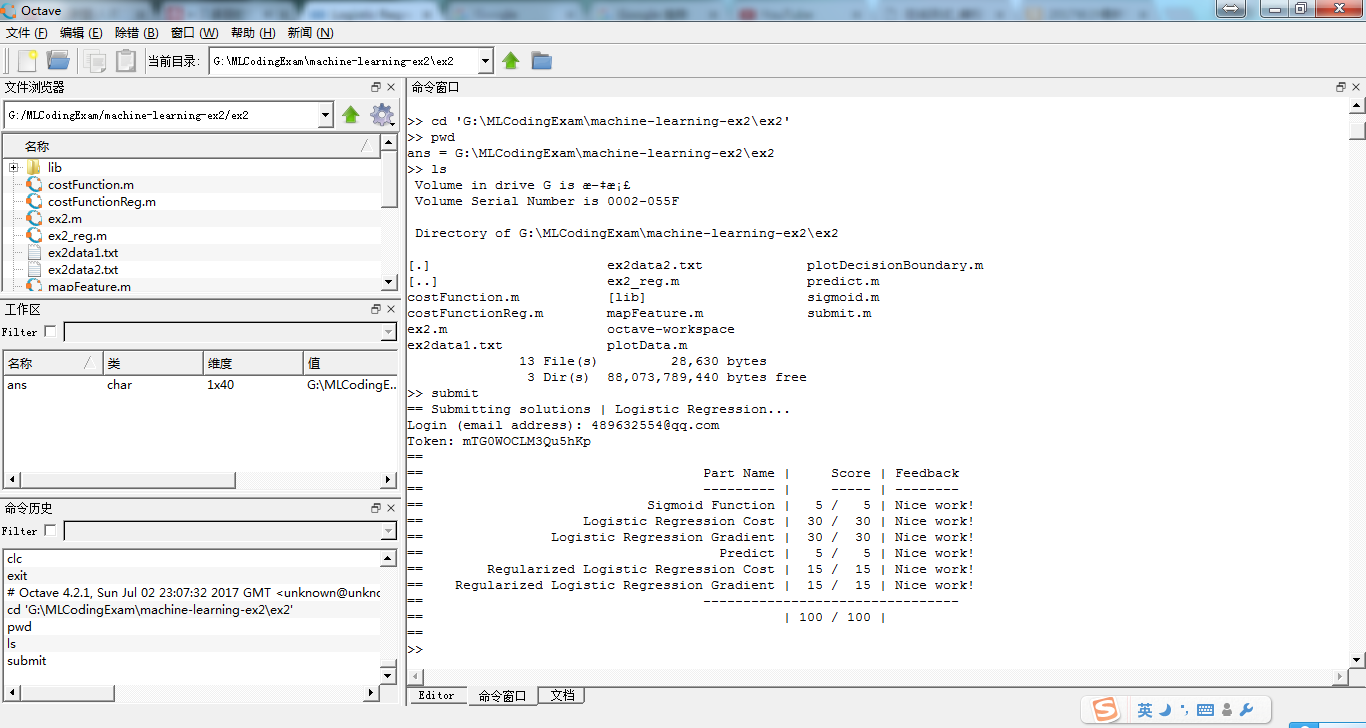 Octave
文件 (F) 编辑 (E) 除错 (B) 窗口 (W) 帮助 (H) 新闻 (N)
当前目录: G:\MLCodingExam\machine-learning-ex2\ex2
文件浏览器
G:/MLCodingExam/machine-learning-ex2/ex2
名称
lib
costFunction.m
costFunctionReg.m
ex2.m
ex2_reg.m
ex2data1.txt
ex2data2.txt
mapFeature.m
工作区
Filter
名称 类 维度 值
ans char 1x40 G:\MLCodingE...
命令历史
Filter
clc
exit
# Octave 4.2.1, Sun Jul 02 23:07:32 2017 GMT <unknown@unkno
cd 'G:\MLCodingExam\machine-learning-ex2\ex2'
pwd
ls
submit
命令窗口
>> cd 'G:\MLCodingExam\machine-learning-ex2\ex2'
>> pwd
ans = G:\MLCodingExam\machine-learning-ex2\ex2
>> ls
Volume in drive G is æ–‡æ¡£
Volume Serial Number is 0002-055F
Directory of G:\MLCodingExam\machine-learning-ex2\ex2
[.] ex2data2.txt plotDecisionBoundary.m
[..] ex2_reg.m predict.m
costFunction.m [lib] sigmoid.m
costFunctionReg.m mapFeature.m submit.m
ex2.m octave-workspace
ex2data1.txt plotData.m
13 File(s) 28,630 bytes
3 Dir(s) 88,073,789,440 bytes free
>> submit
== Submitting solutions | Logistic Regression...
Login (email address): 489632554@qq.com
Token: mTG0WOCLM3Qu5hKp
==
== Part Name | Score | Feedback
== --------- | ----- | --------
== Sigmoid Function | 5 / 5 | Nice work!
== Logistic Regression Cost | 30 / 30 | Nice work!
== Logistic Regression Gradient | 30 / 30 | Nice work!
== Predict | 5 / 5 | Nice work!
== Regularized Logistic Regression Cost | 15 / 15 | Nice work!
== Regularized Logistic Regression Gradient | 15 / 15 | Nice work!
== --------------------------------
== | 100 / 100 |
==
>>
Editor 命令窗口 文档
S 英